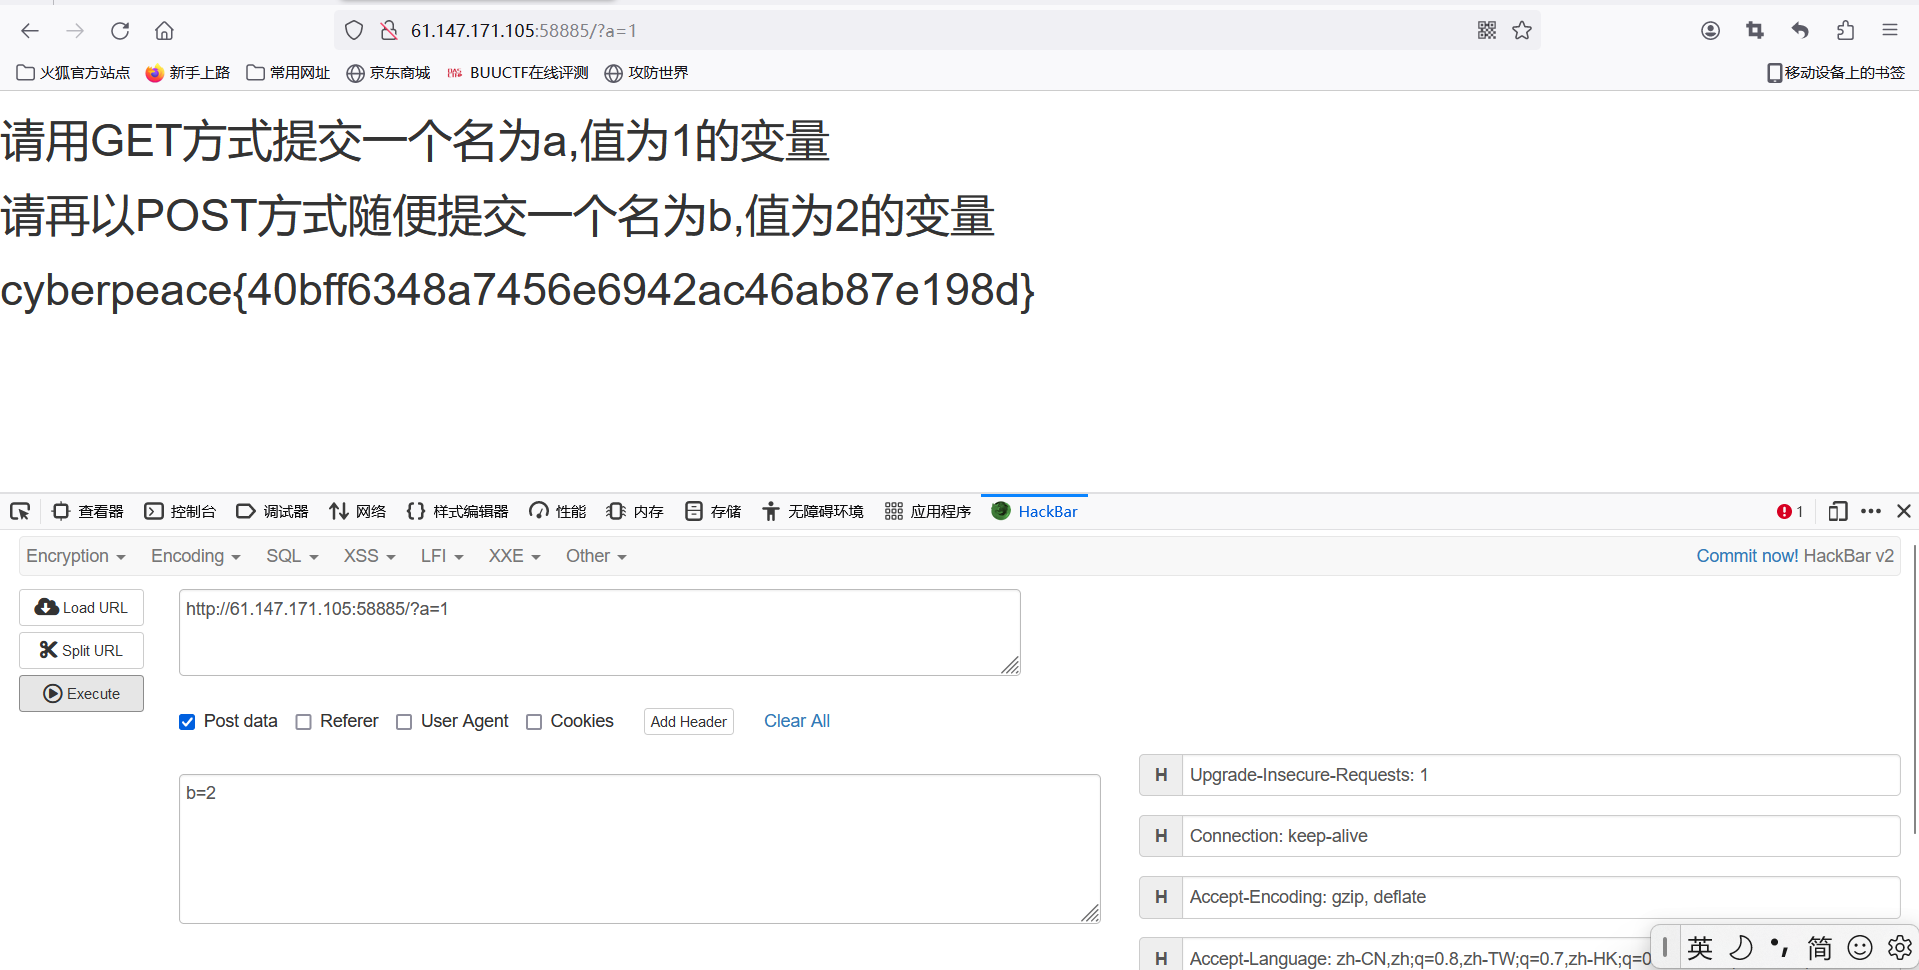 61.147.171.105:58885/?a=1
火狐官方站点 新手上路 常用网址 京东商城 BUUCTF在线评测 攻防世界 移动设备上的书签
请用GET方式提交一个名为a,值为1的变量
请再以POST方式随便提交一个名为b,值为2的变量
cyberpeace{40bff6348a7456e6942ac46ab87e198d}
查看器 控制台 调试器 网络 样式编辑器 性能 内存 存储 无障碍环境 应用程序 HackBar 1
Encryption Encoding SQL XSS LFI XXE Other Commit now! HackBar v2
Load URL http://61.147.171.105:58885/?a=1
Split URL
Execute
Post data Referer User Agent Cookies Add Header Clear All
H Upgrade-Insecure-Requests: 1
b=2
H Connection: keep-alive
H Accept-Encoding: gzip, deflate
H Accept-Language: zh-CN,zh;q=0.8,zh-TW;q=0.7,zh-HK;q=0
英 简